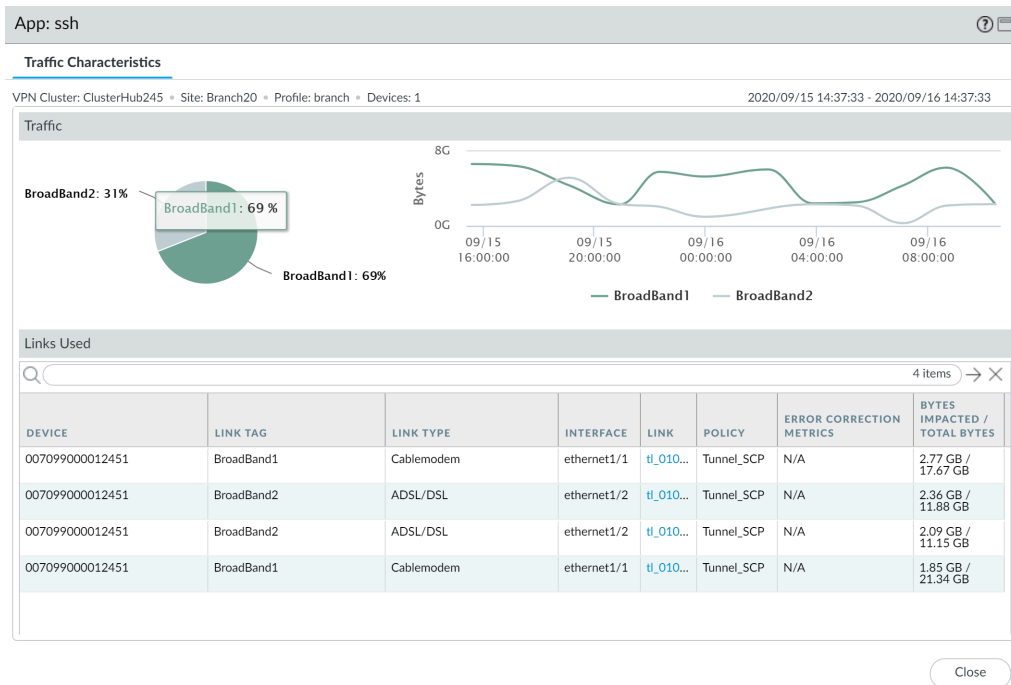 App: ssh
Traffic Characteristics
VPN Cluster: ClusterHub245 • Site: Branch20 • Profile: branch • Devices: 1
2020/09/15 14:37:33 - 2020/09/16 14:37:33
Traffic
BroadBand2: 31%
BroadBand1: 69 %
BroadBand1: 69%
8G
Bytes
0G
09/15 16:00:00
09/15 20:00:00
09/16 00:00:00
09/16 04:00:00
09/16 08:00:00
BroadBand1 BroadBand2
Links Used
4 items
DEVICE LINK TAG LINK TYPE INTERFACE LINK POLICY ERROR CORRECTION METRICS BYTES IMPACTED / TOTAL BYTES
007099000012451 BroadBand1 Cablemodem ethernet1/1 tl_010... Tunnel_SCP N/A 2.77 GB / 17.67 GB
007099000012451 BroadBand2 ADSL/DSL ethernet1/2 tl_010... Tunnel_SCP N/A 2.36 GB / 11.88 GB
007099000012451 BroadBand2 ADSL/DSL ethernet1/2 tl_010... Tunnel_SCP N/A 2.09 GB / 11.15 GB
007099000012451 BroadBand1 Cablemodem ethernet1/1 tl_010... Tunnel_SCP N/A 1.85 GB / 21.34 GB
Close